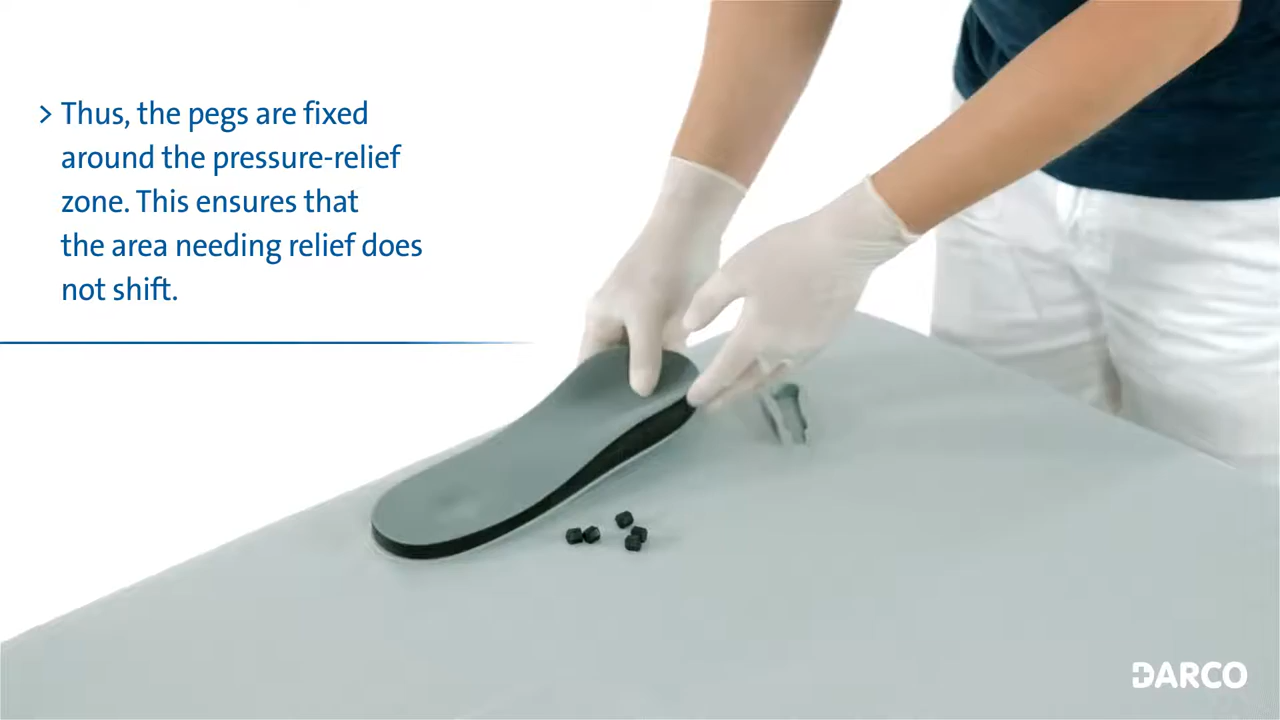 > Thus, the pegs are fixed
around the pressure-relief
zone. This ensures that
the area needing relief does
not shift.
DARCO